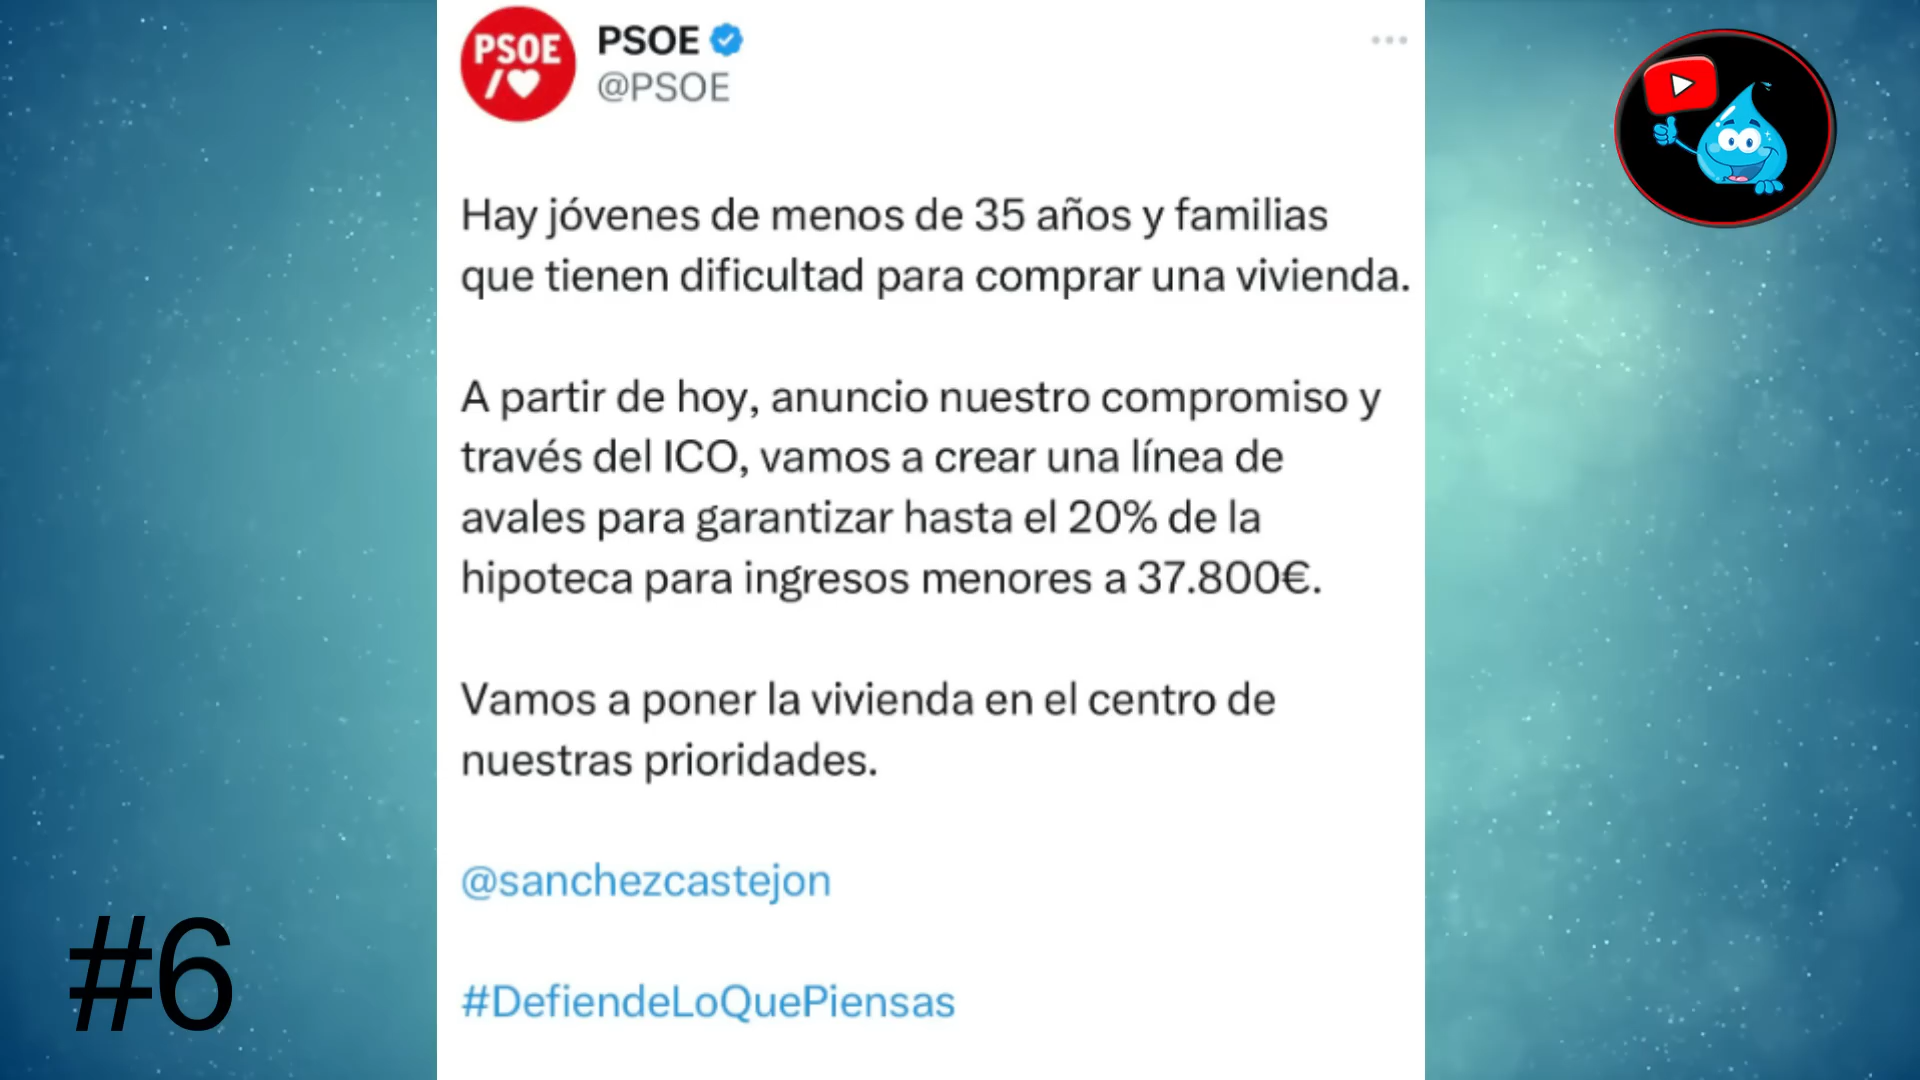 PSOE
PSOE
@PSOE
Hay jóvenes de menos de 35 años y familias
que tienen dificultad para comprar una vivienda.
A partir de hoy, anuncio nuestro compromiso y
través del ICO, vamos a crear una línea de
avales para garantizar hasta el 20% de la
hipoteca para ingresos menores a 37.800€.
Vamos a poner la vivienda en el centro de
nuestras prioridades.
@sanchezcastejon
#DefiendeLoQuePiensas
#6